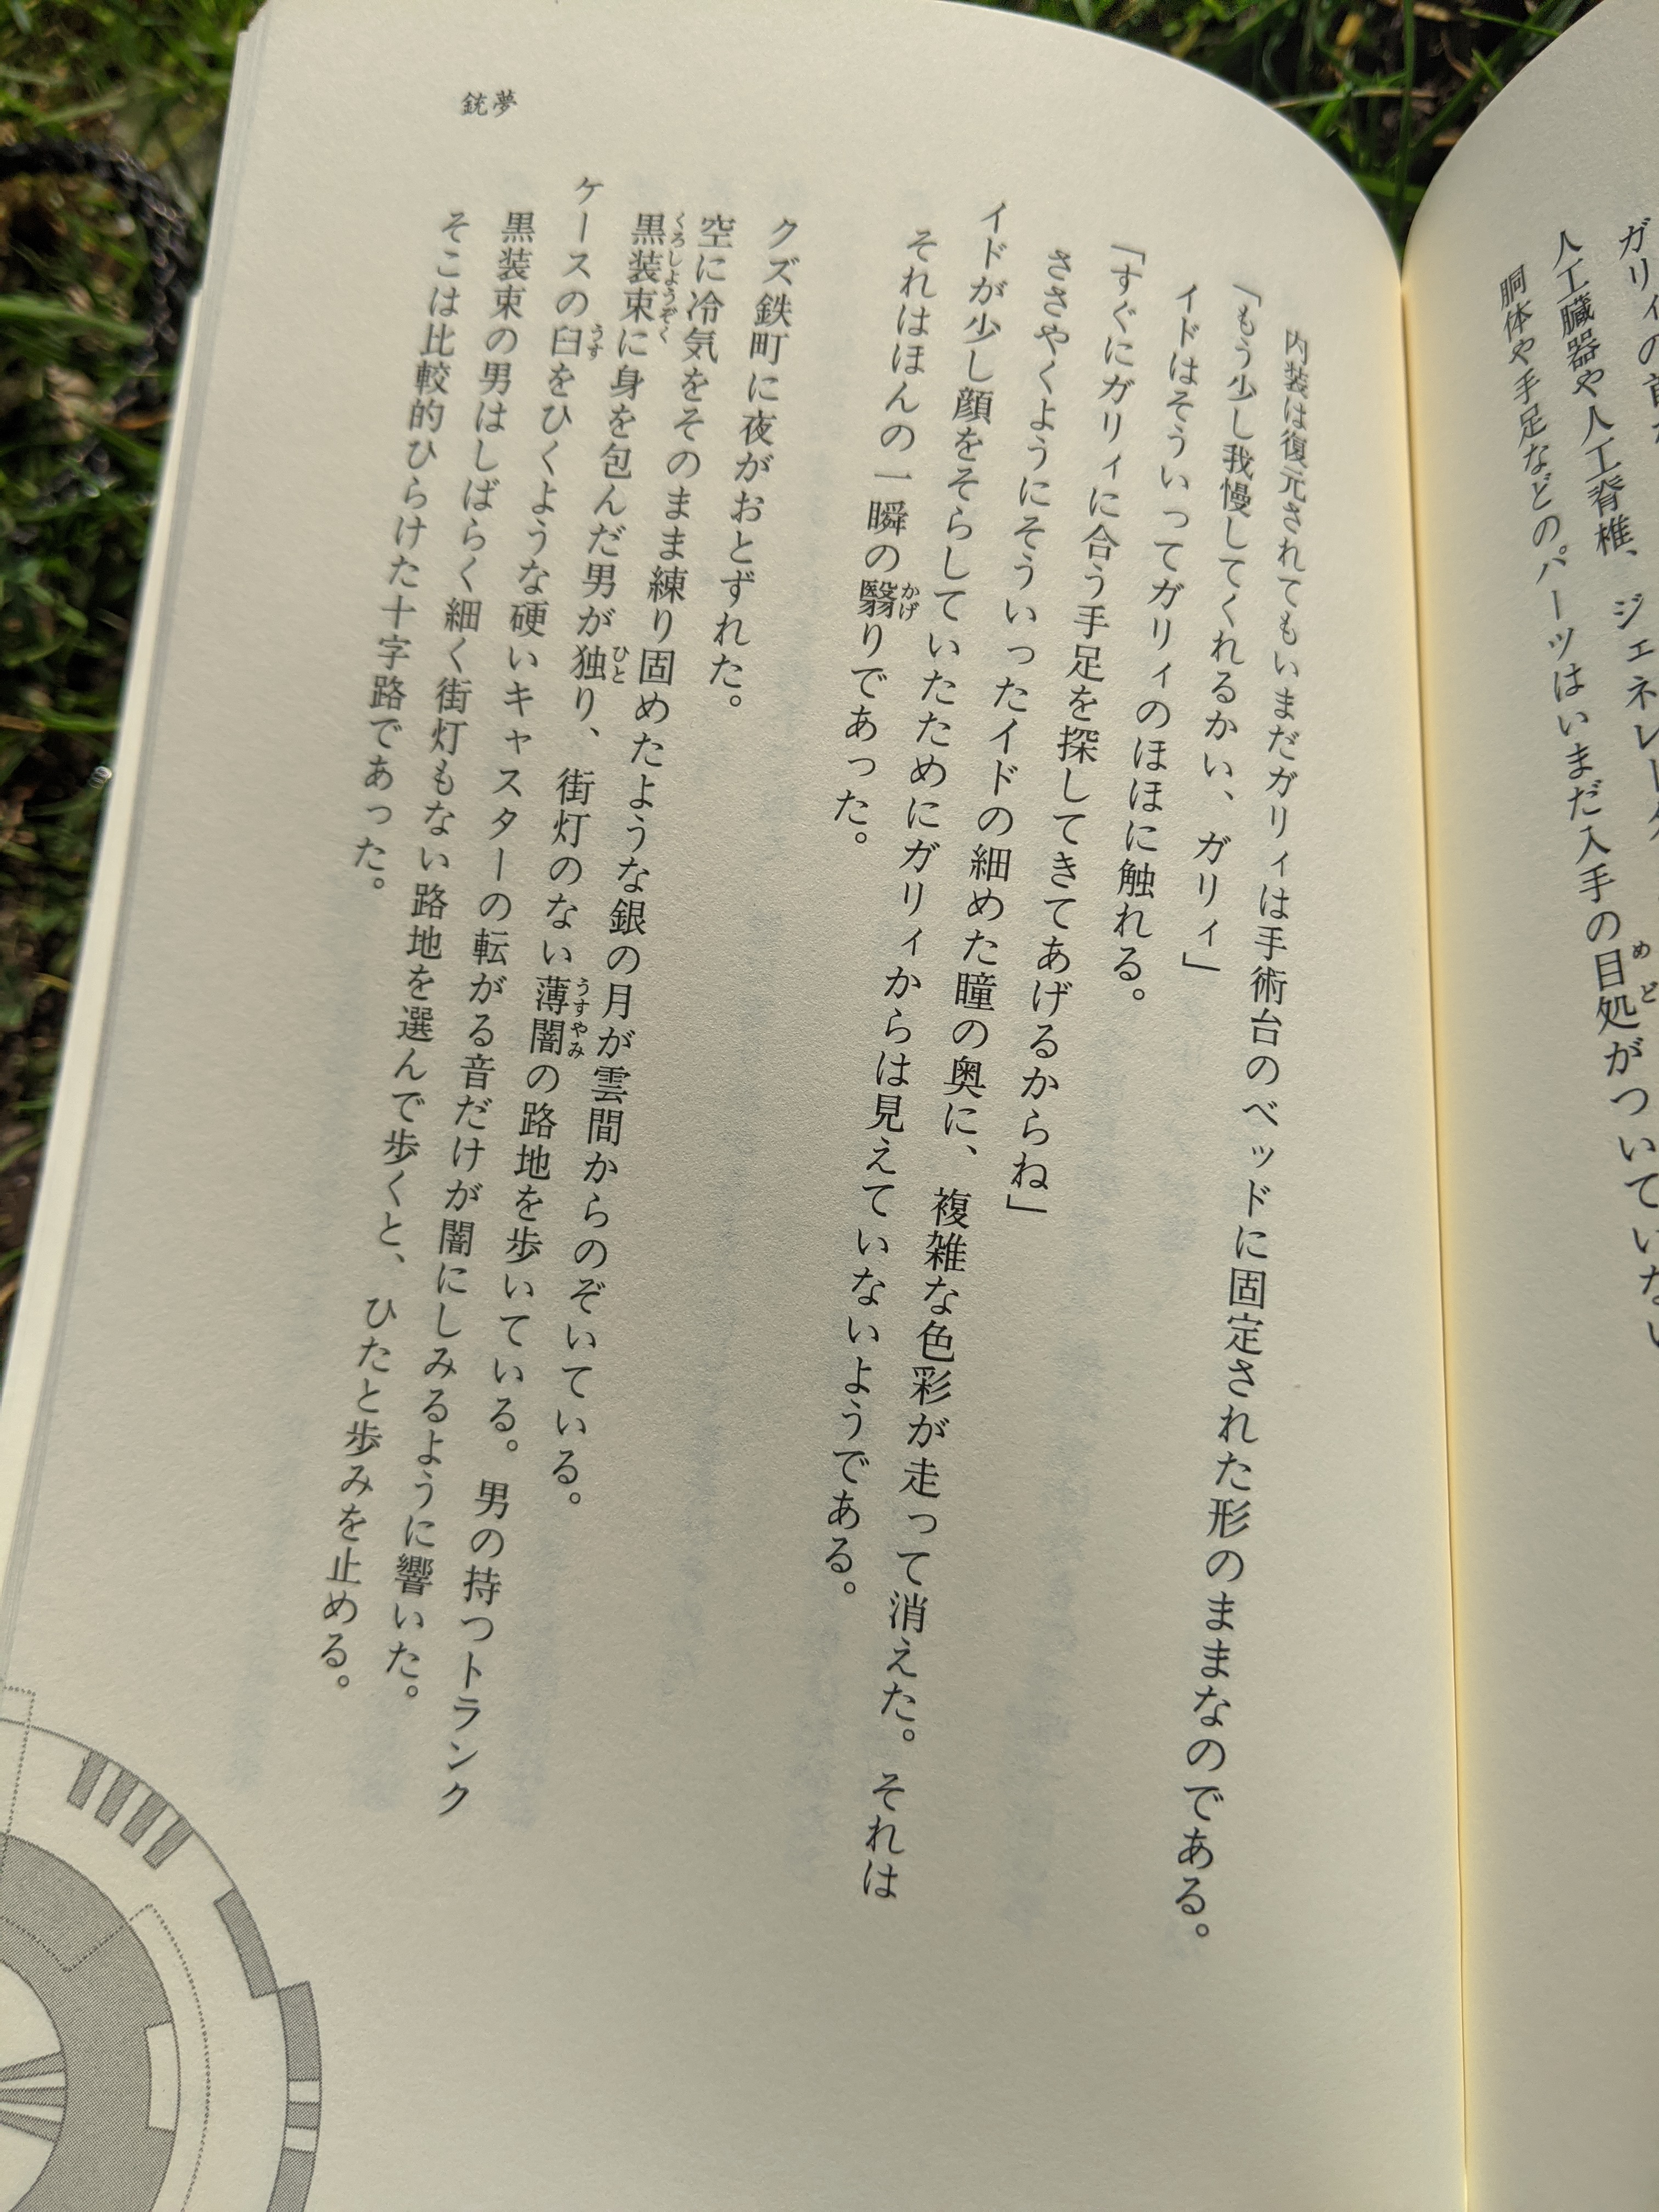 ガリィの
人工臓器や人工脊椎、ジェネレー
胴体や手足などのパーツはいまだ入手の目処がついていない
内装は復元されてもいまだガリィは手術台のベッドに固定された形のままなのである。
「もう少し我慢してくれるかい、ガリィ」
イドはそういってガリィのほほに触れる。
「すぐにガリィに合う手足を探してきてあげるからね」
ささやくようにそういったイドの細めた瞳の奥に、複雑な色彩が走って消えた。それは
イドが少し顔をそらしていたためにガリィからは見えていないようである。
それはほんの一瞬の翳りであった。
クズ鉄町に夜がおとずれた。
空に冷気をそのまま練り固めたような銀の月が雲間からのぞいている。
黒装束に身を包んだ男が独り、街灯のない薄闇の路地を歩いている。男の持つトランク
ケースの臼をひくような硬いキャスターの転がる音だけが闇にしみるように響いた。
黒装束の男はしばらく細く街灯もない路地を選んで歩くと、ひたと歩みを止める。
そこは比較的ひらけた十字路であった。
銃夢